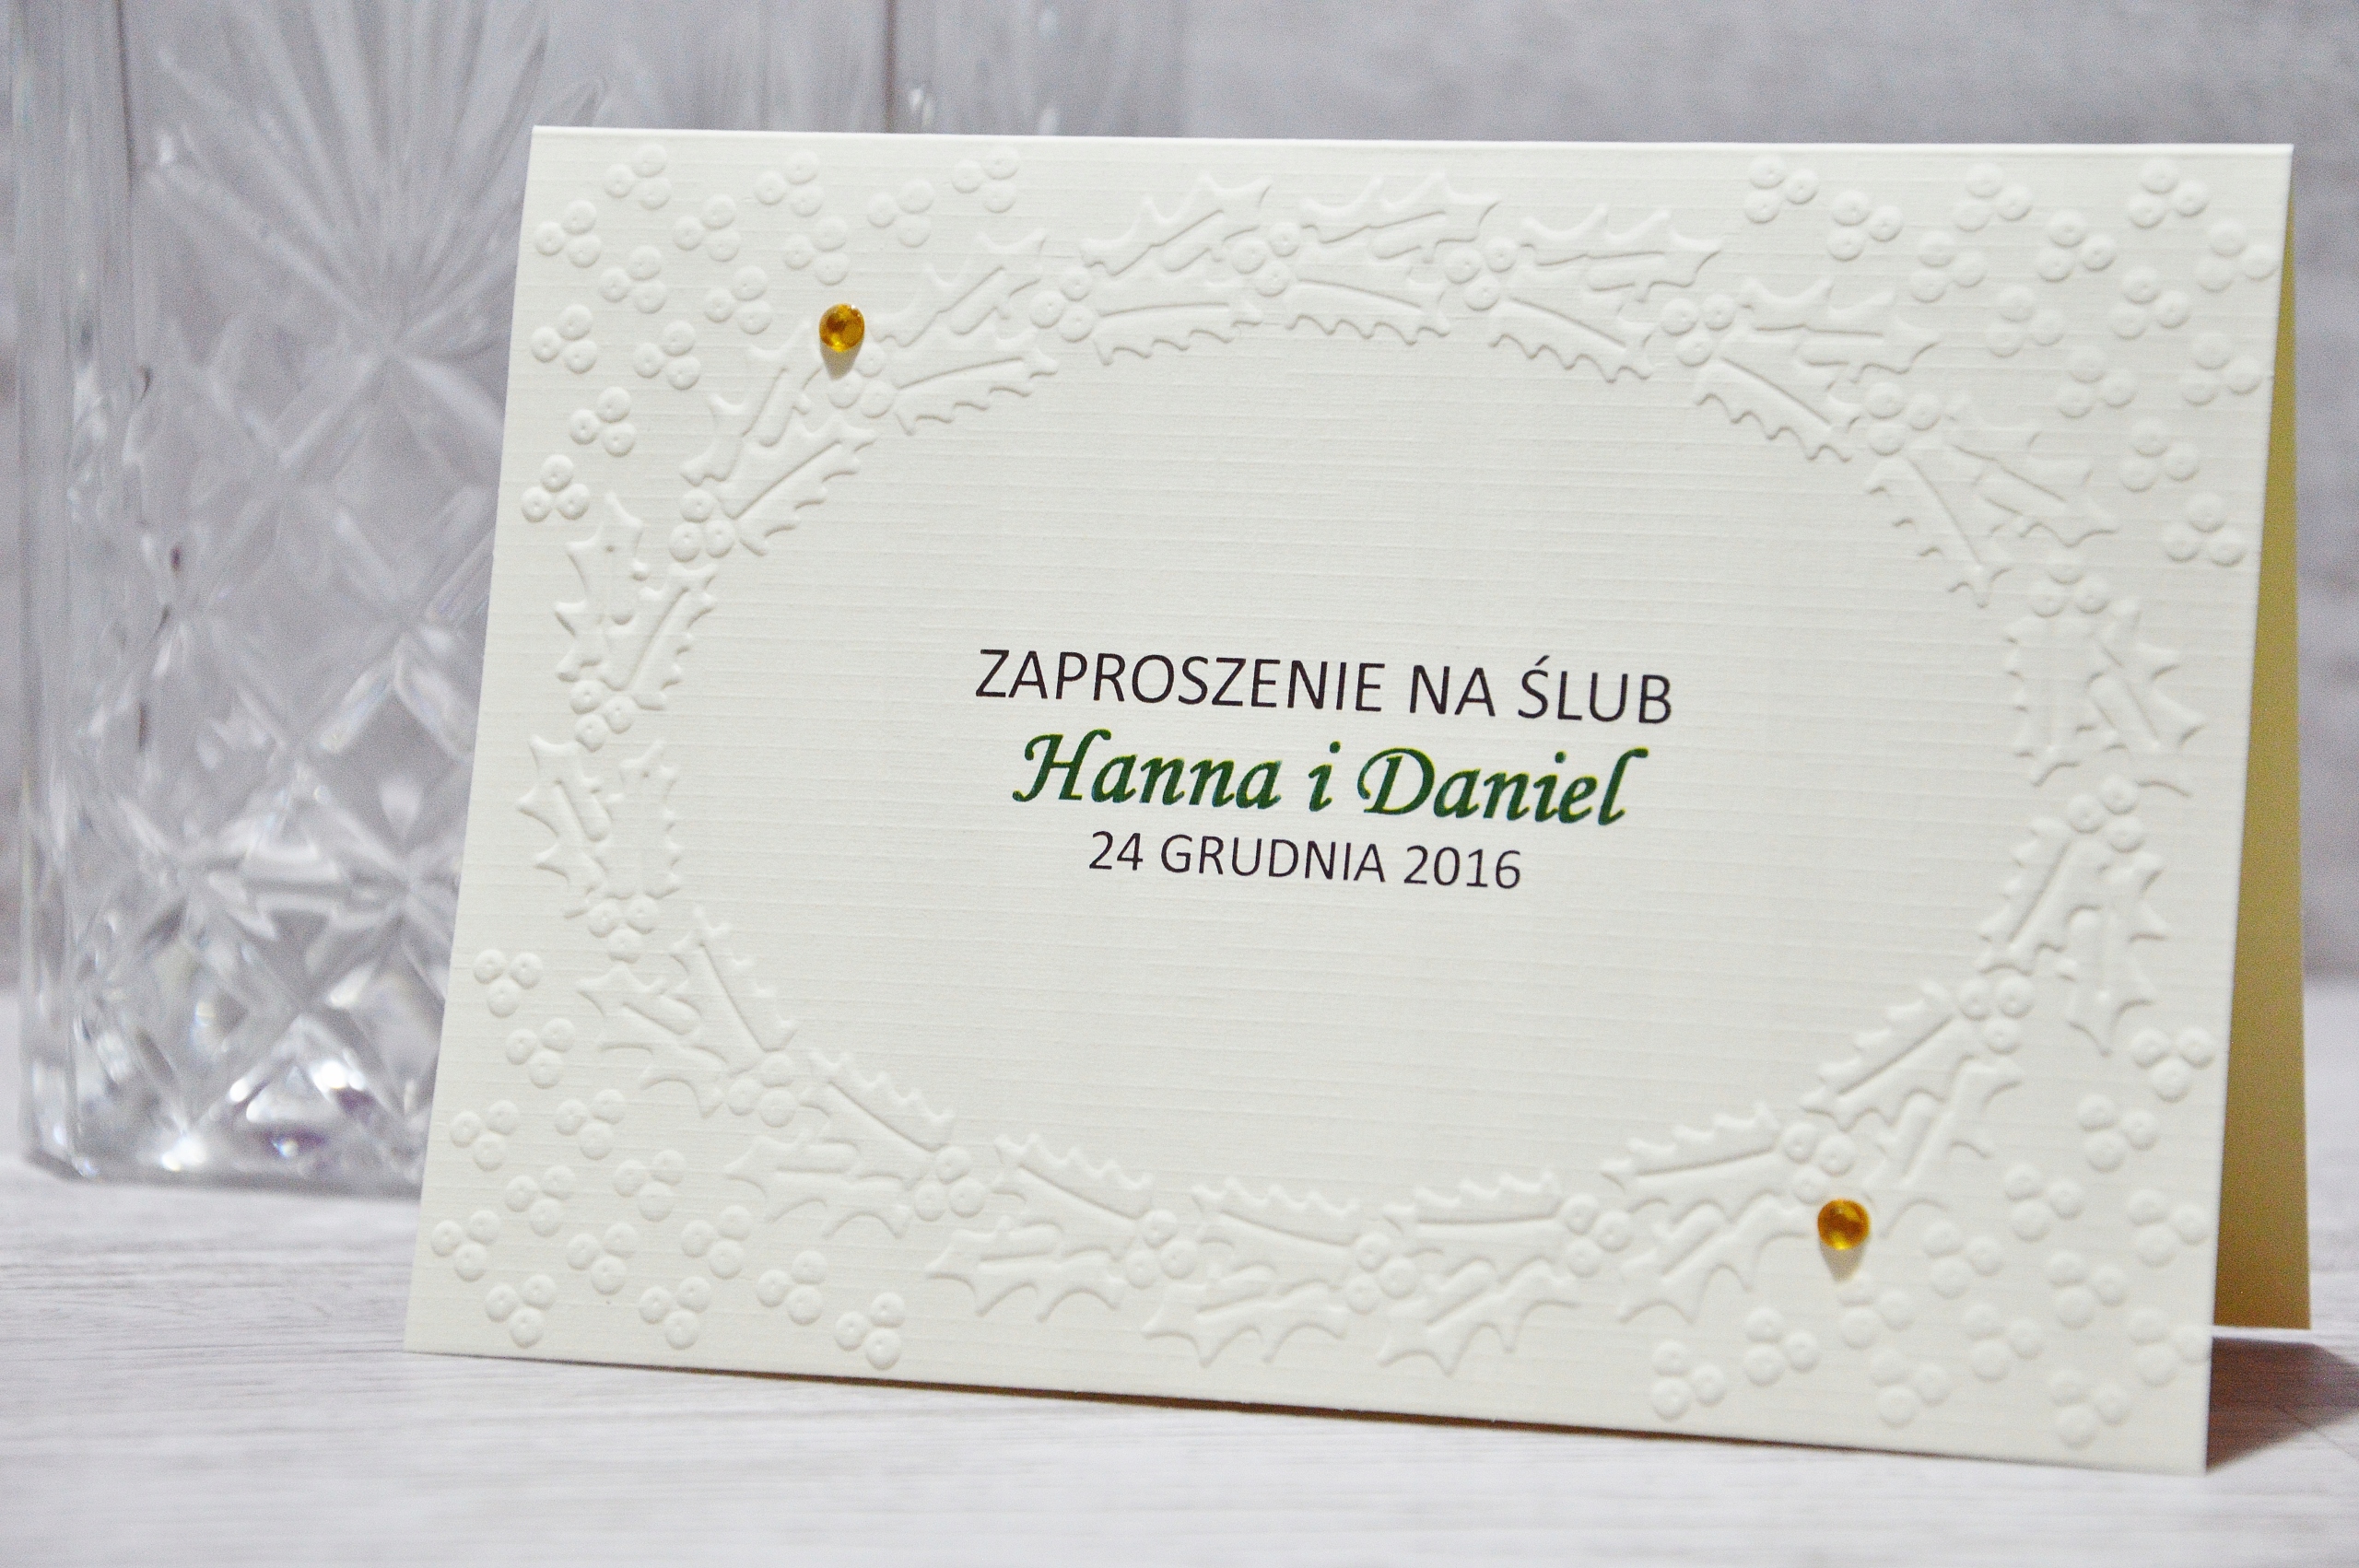 ZAPROSZENIE NA ŚLUB
Hanna i Daniel
24 GRUDNIA 2016